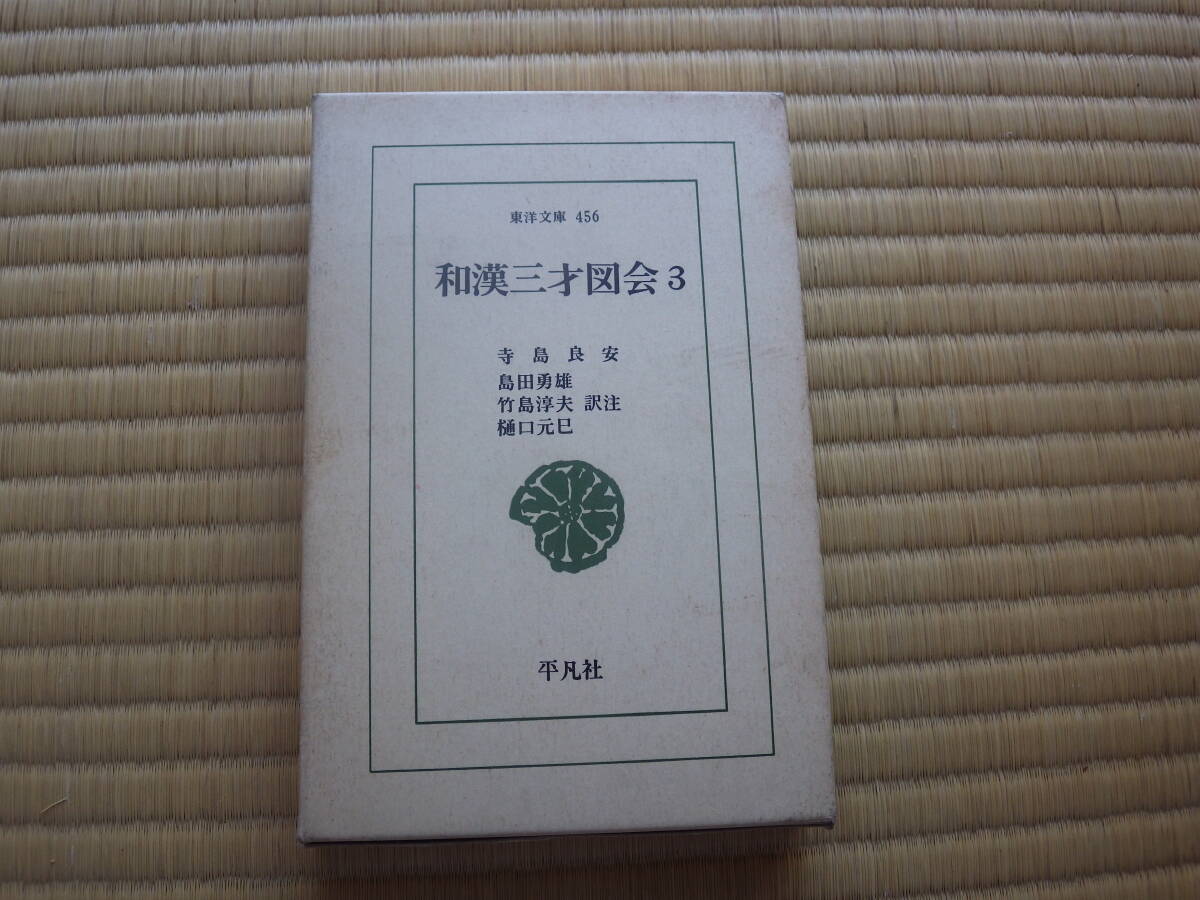 東洋文庫 456
和漢三才図会 3
寺島良安
島田勇雄
竹島淳夫 訳注
樋口元巳
平凡社